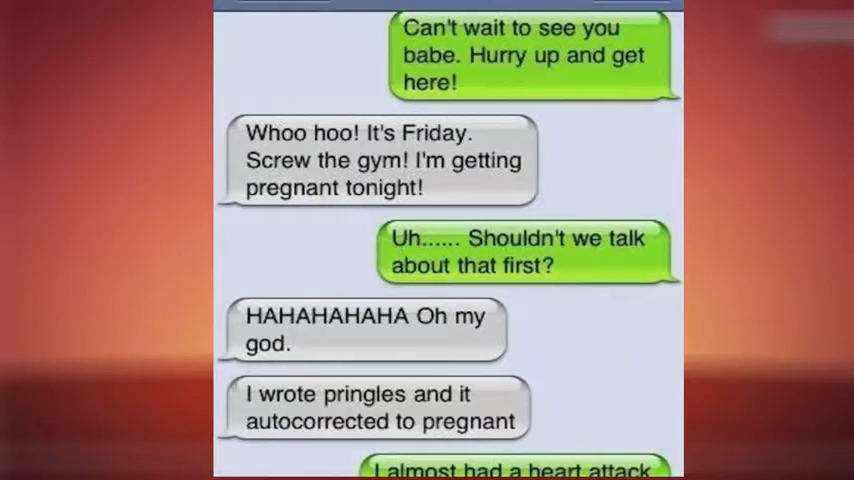 Can't wait to see you
babe. Hurry up and get
here!
Whoo hoo! It's Friday.
Screw the gym! I'm getting
pregnant tonight!
Uh...... Shouldn't we talk
about that first?
HAHAHAHAHA Oh my
god.
I wrote pringles and it
autocorrected to pregnant
I almost had a heart attack